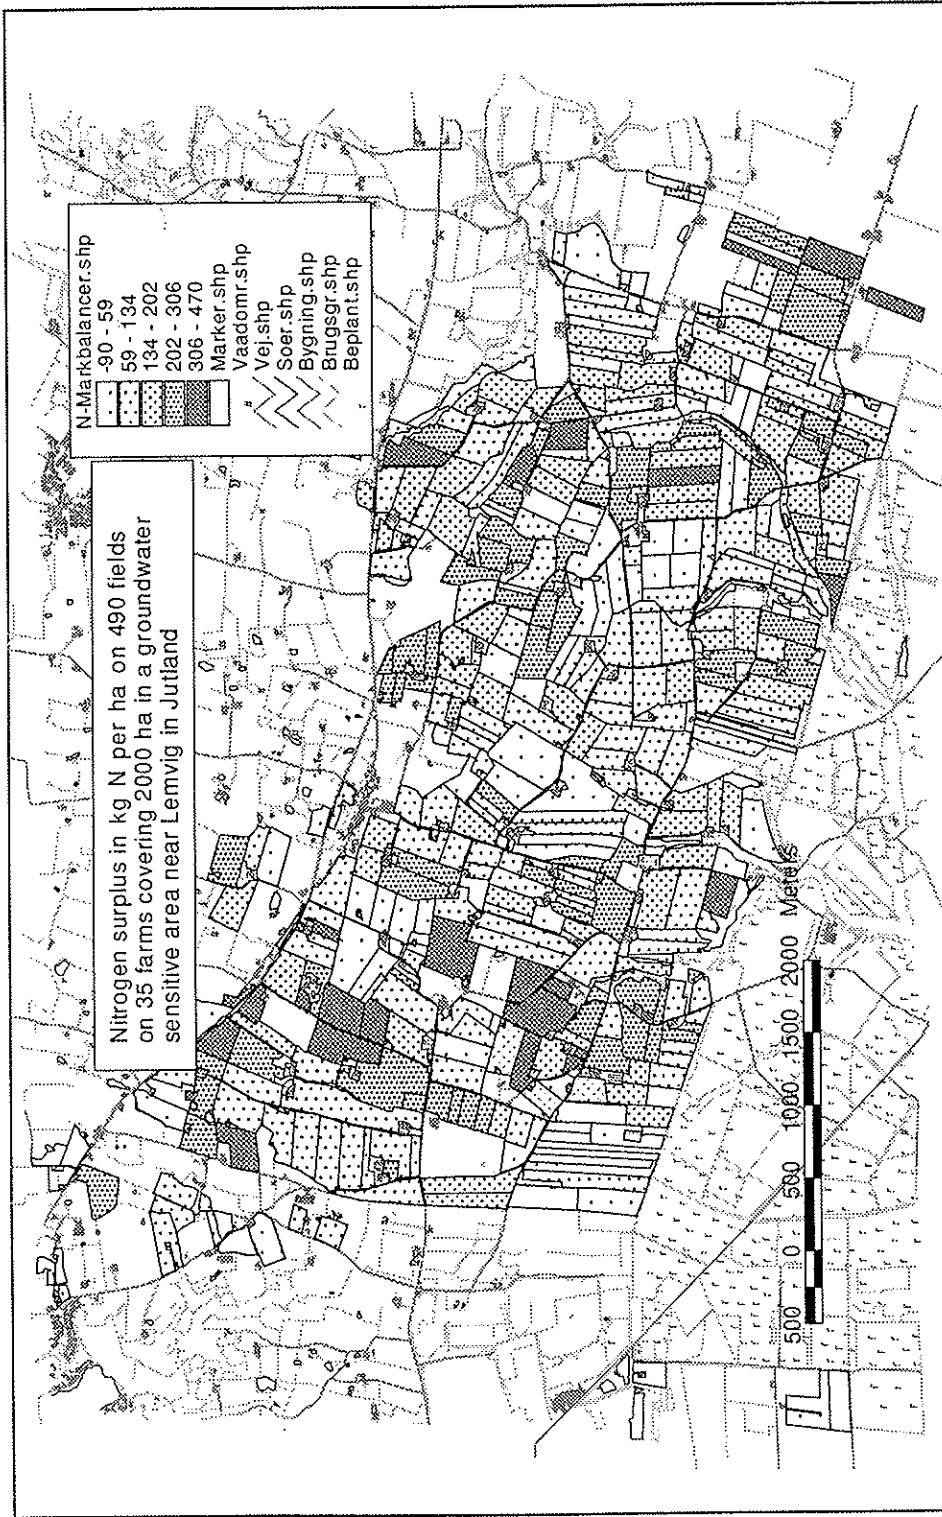 Nitrogen surplus in kg N per ha on 490 fields
on 35 farms covering 2000 ha in a groundwater
sensitive area near Lemvig in Jutland
N-Markbalancer.shp
-90 - 59
59 - 134
134 - 202
202 - 306
306 - 470
Marker.shp
Vaadomr.shp
Vej.shp
Soer.shp
Bygning.shp
Brugsgr.shp
Beplant.shp
500 0 500 1000 1500 2000 Meters